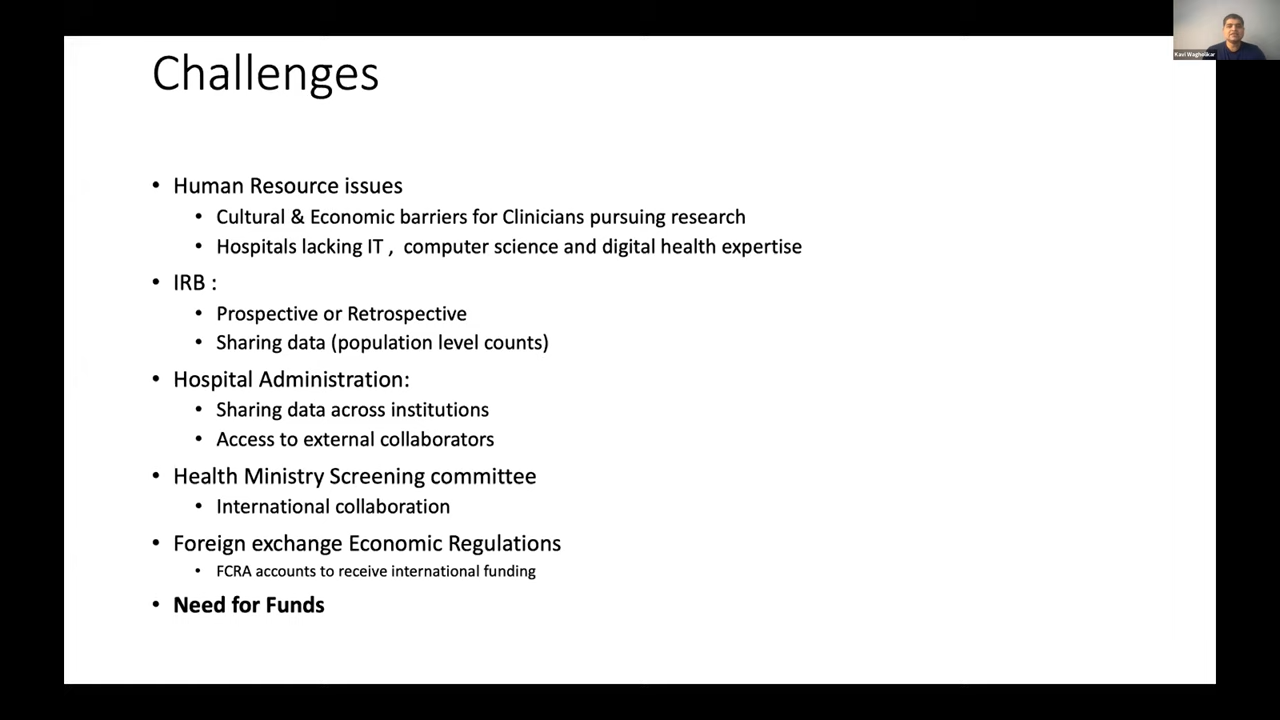 Challenges
Kavi Wagholikar
• Human Resource issues
• Cultural & Economic barriers for Clinicians pursuing research
• Hospitals lacking IT , computer science and digital health expertise
• IRB :
• Prospective or Retrospective
• Sharing data (population level counts)
• Hospital Administration:
• Sharing data across institutions
• Access to external collaborators
• Health Ministry Screening committee
• International collaboration
• Foreign exchange Economic Regulations
• FCRA accounts to receive international funding
• Need for Funds